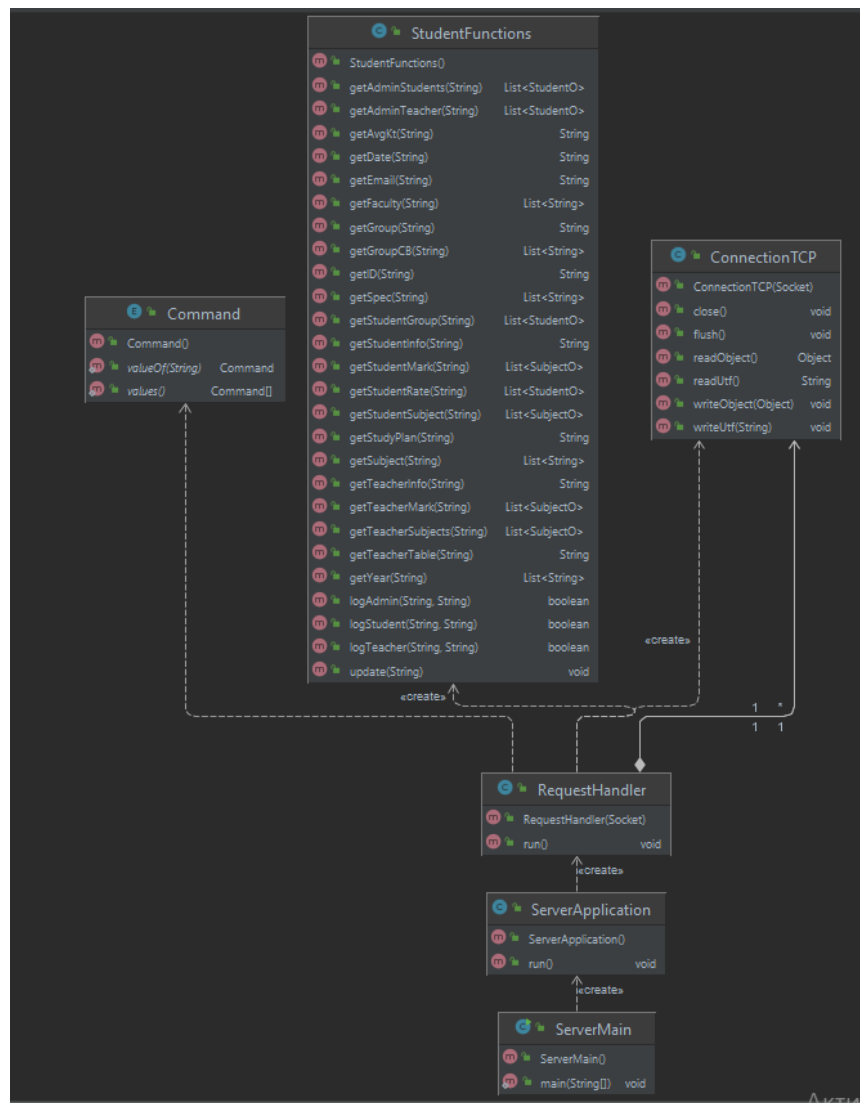 StudentFunctions
StudentFunctions()
getAdminStudents(String) List<StudentO>
getAdminTeacher(String) List<StudentO>
getAvgKt(String) String
getDate(String) String
getEmail(String) String
getFaculty(String) List<String>
getGroup(String) String
getGroupCB(String) List<String>
getID(String) String
getSpec(String) List<String>
getStudentGroup(String) List<StudentO>
getStudentInfo(String) String
getStudentMark(String) List<SubjectO>
getStudentRate(String) List<StudentO>
getStudentSubject(String) List<SubjectO>
getStudyPlan(String) String
getSubject(String) List<String>
getTeacherInfo(String) String
getTeacherMark(String) List<SubjectO>
getTeacherSubjects(String) List<SubjectO>
getTeacherTable(String) String
getYear(String) List<String>
logAdmin(String, String) boolean
logStudent(String, String) boolean
logTeacher(String, String) boolean
update(String) void
ConnectionTCP
ConnectionTCP(Socket)
close() void
flush() void
readObject() Object
readUtf() String
writeObject(Object) void
writeUtf(String) void
Command
Command()
valueOf(String) Command
values() Command[]
«create»
«create»
1 *
1 1
RequestHandler
RequestHandler(Socket)
run() void
«create»
ServerApplication
ServerApplication()
run() void
«create»
ServerMain
ServerMain()
main(String[]) void